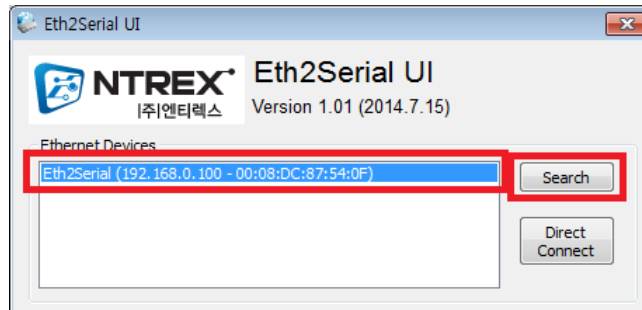 Eth2Serial UI
NTREX
|주|엔티렉스
Eth2Serial UI
Version 1.01 (2014.7.15)
Ethernet Devices
Eth2Serial (192.168.0.100 - 00:08:DC:87:54:0F)
Search
Direct
Connect